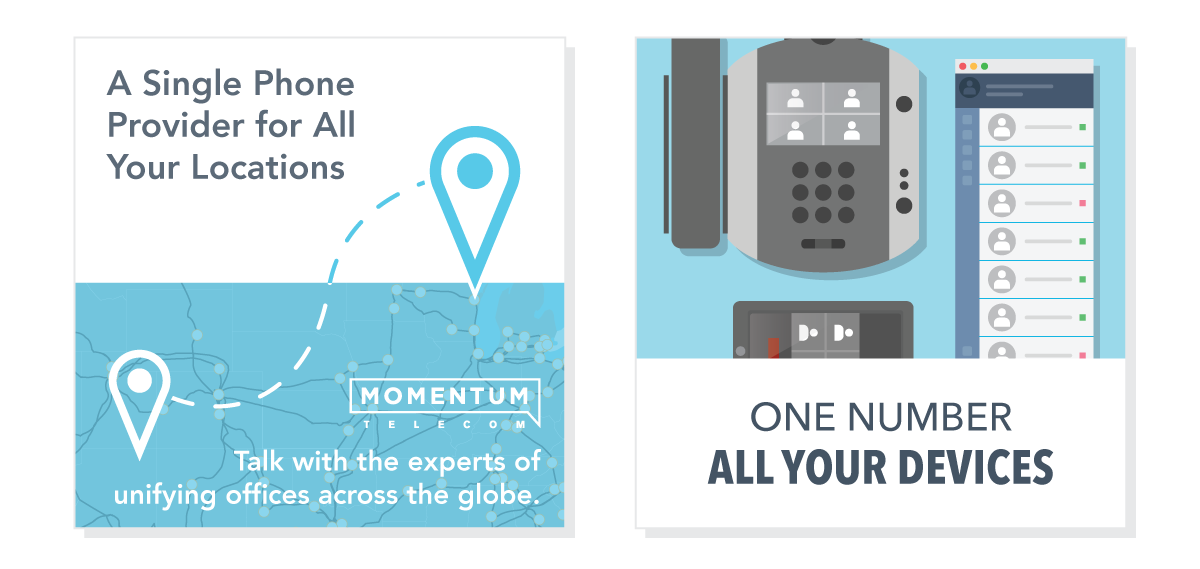 A Single Phone
Provider for All
Your Locations
MOMENTUM
TELECOM
Talk with the experts of
unifying offices across the globe.
ONE NUMBER
ALL YOUR DEVICES